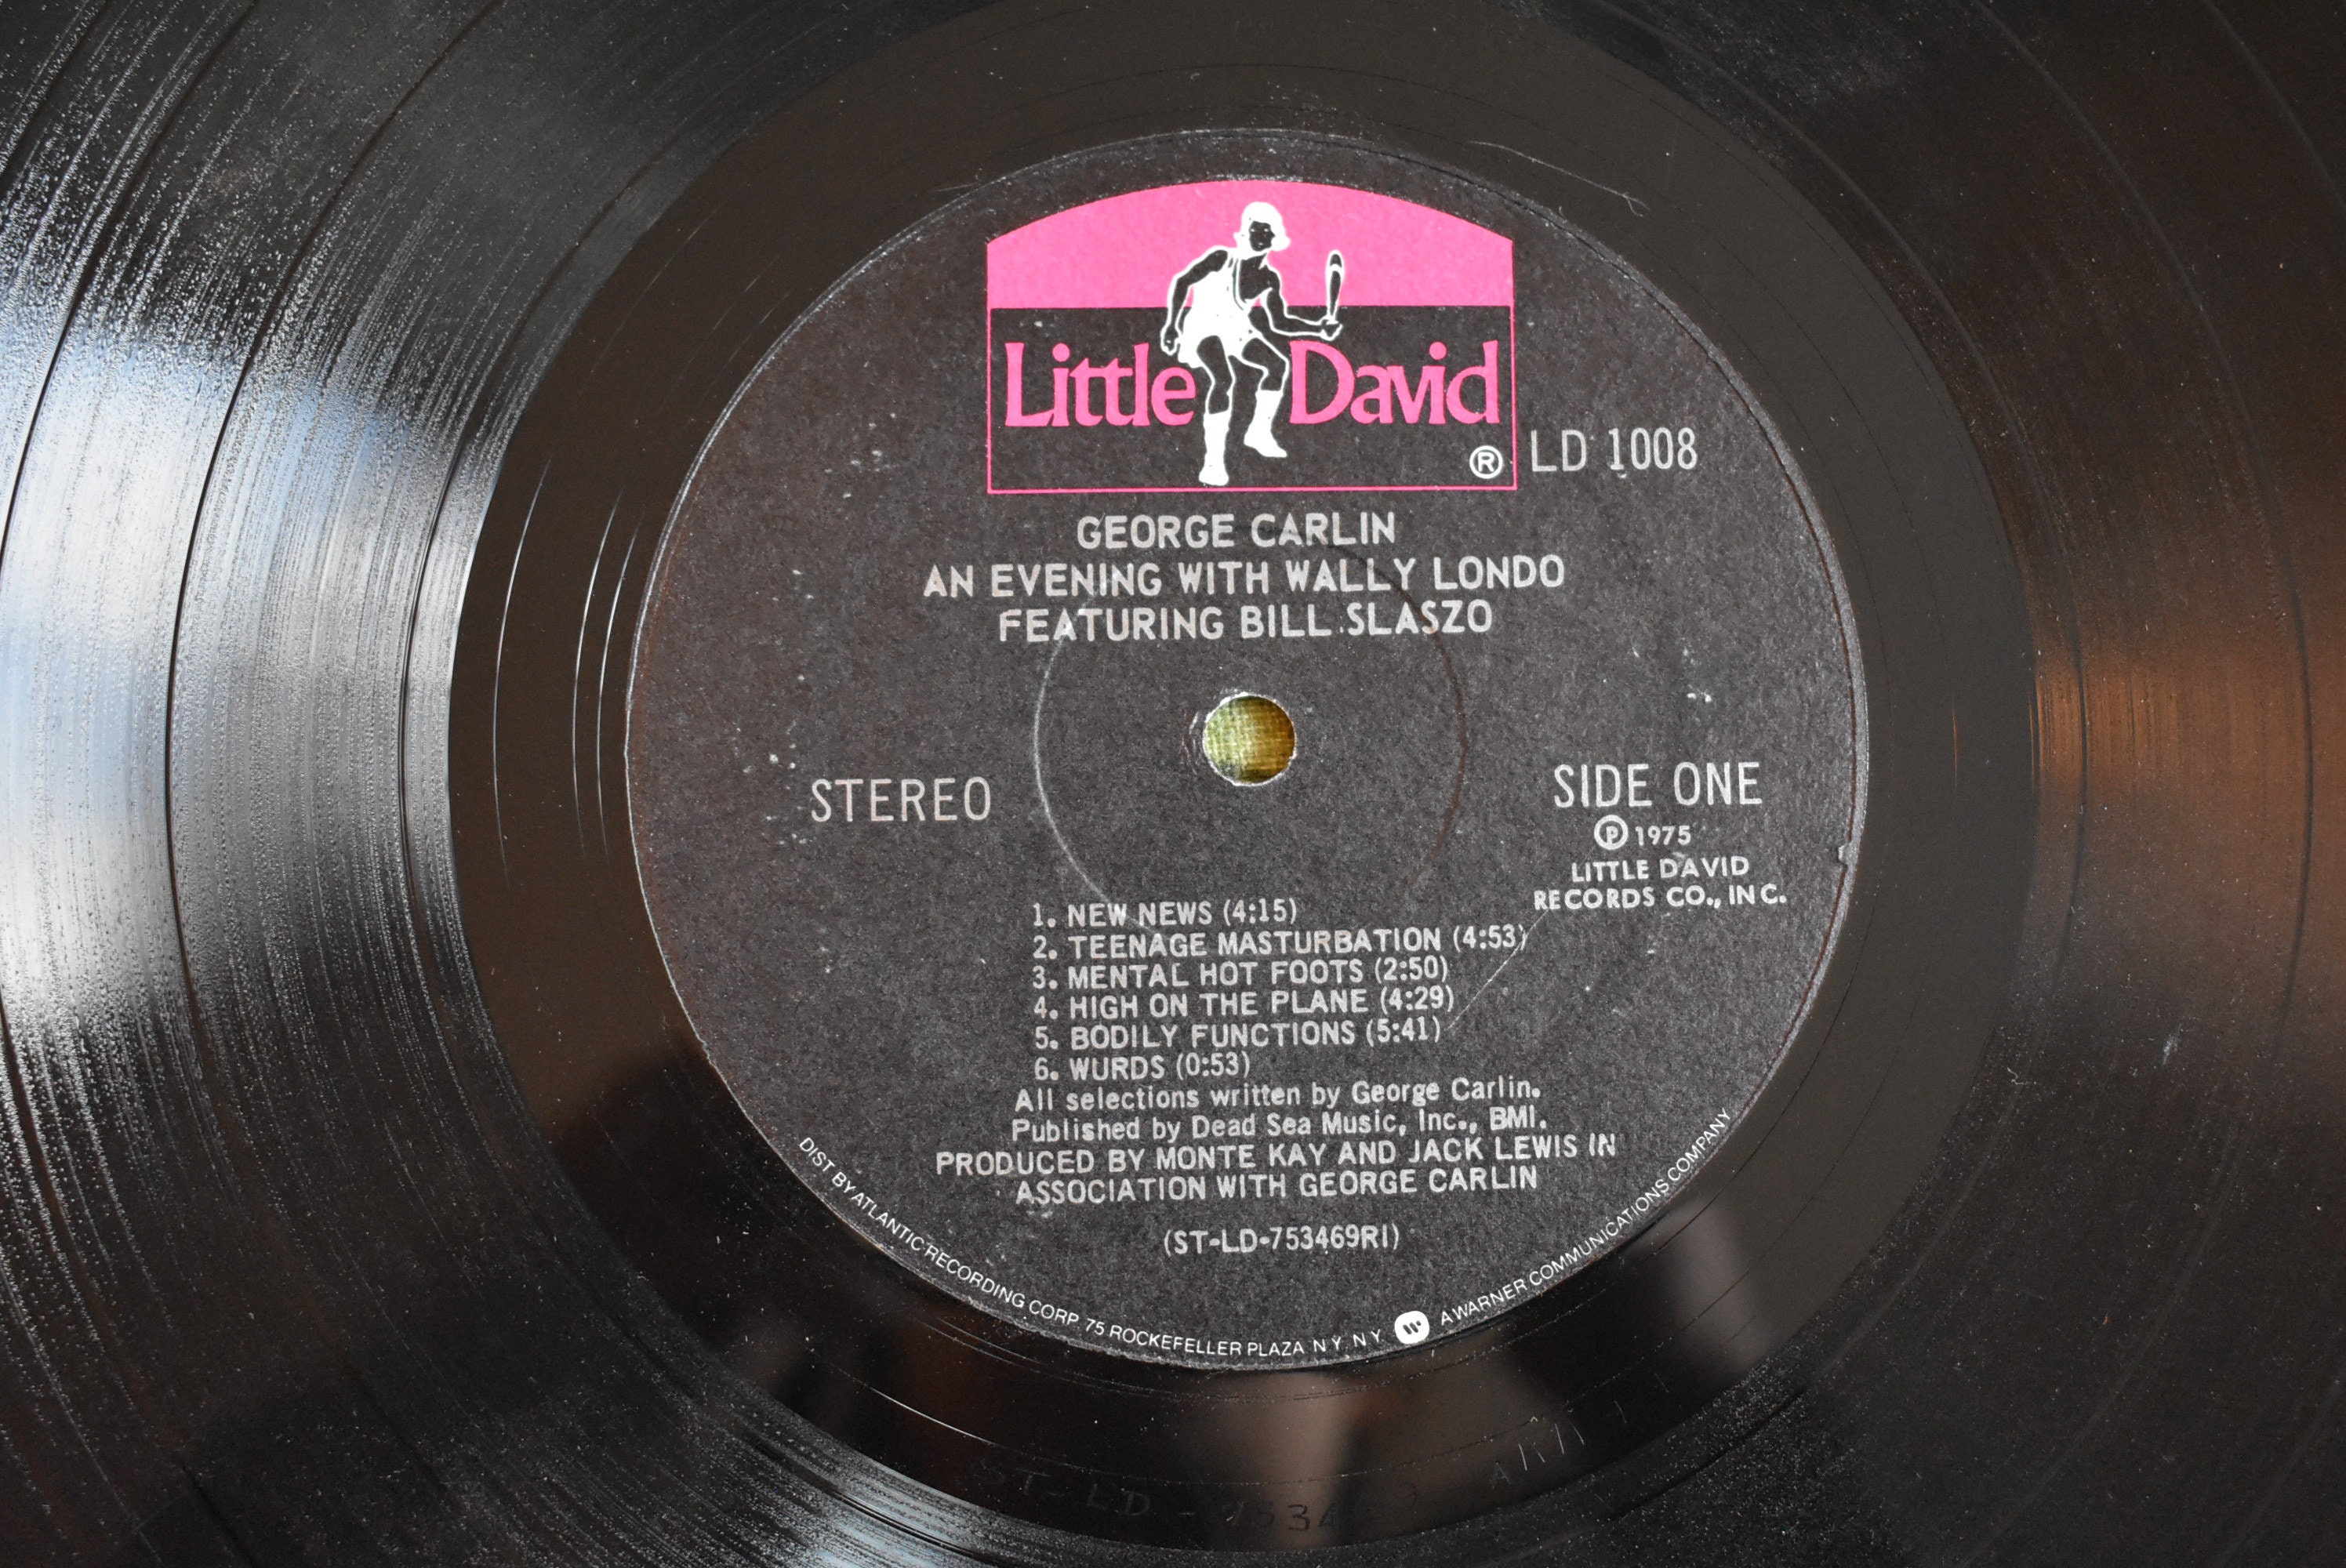 Little David
® LD 1008
GEORGE CARLIN
AN EVENING WITH WALLY LONDO
FEATURING BILL SLASZO
STEREO
SIDE ONE
Ⓟ 1975
LITTLE DAVID
RECORDS CO., INC.
1. NEW NEWS (4:15)
2. TEENAGE MASTURBATION (4:53)
3. MENTAL HOT FOOTS (2:50)
4. HIGH ON THE PLANE (4:29)
5. BODILY FUNCTIONS (5:41)
6. WURDS (0:53)
All selections written by George Carlin.
Published by Dead Sea Music, Inc., BMI.
PRODUCED BY MONTE KAY AND JACK LEWIS IN
ASSOCIATION WITH GEORGE CARLIN
(ST-LD-753469RI)
DIST BY ATLANTIC RECORDING CORP. 75 ROCKEFELLER PLAZA N.Y. N.Y. A WARNER COMMUNICATIONS COMPANY
ST-LD-